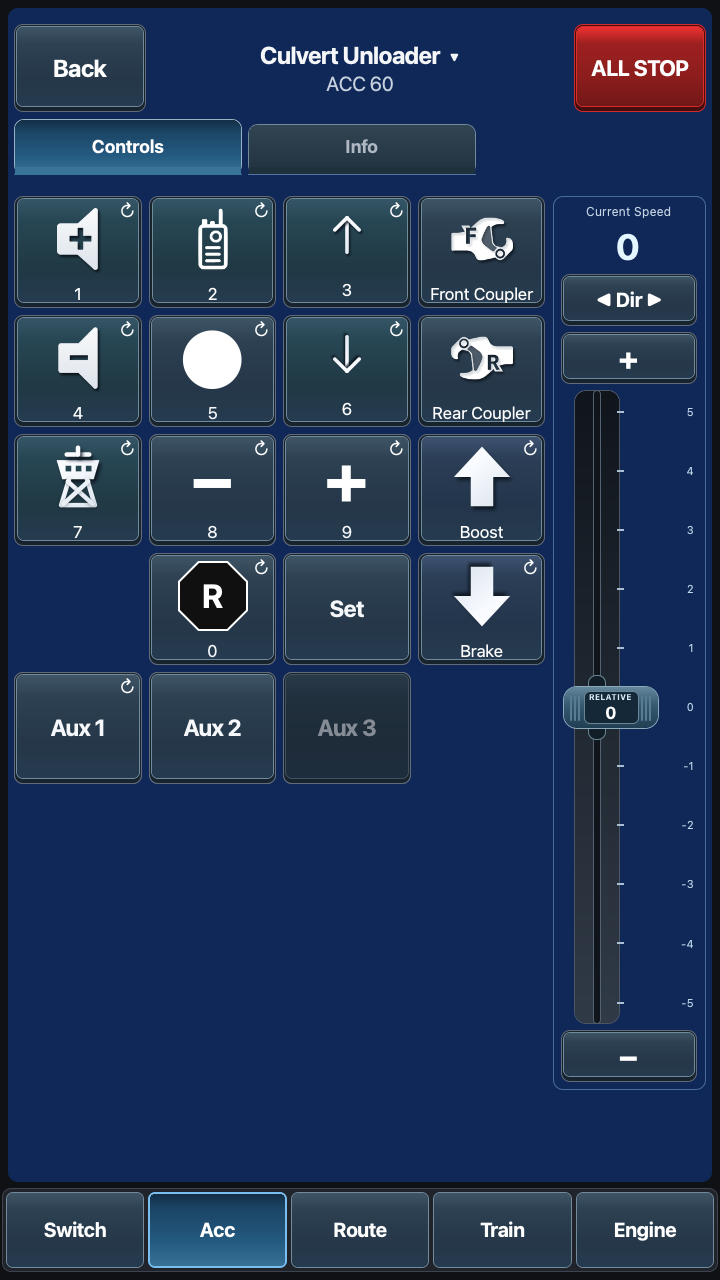 Back
Culvert Unloader ▼
ACC 60
ALL STOP
Controls
Info
1
2
3
F
Front Coupler
4
5
6
R
Rear Coupler
7
8
9
Boost
R
0
Set
Brake
Aux 1
Aux 2
Aux 3
Current Speed
0
◀ Dir ▶
+
5
4
3
2
1
0
-1
-2
-3
-4
-5
RELATIVE
0
−
Switch
Acc
Route
Train
Engine